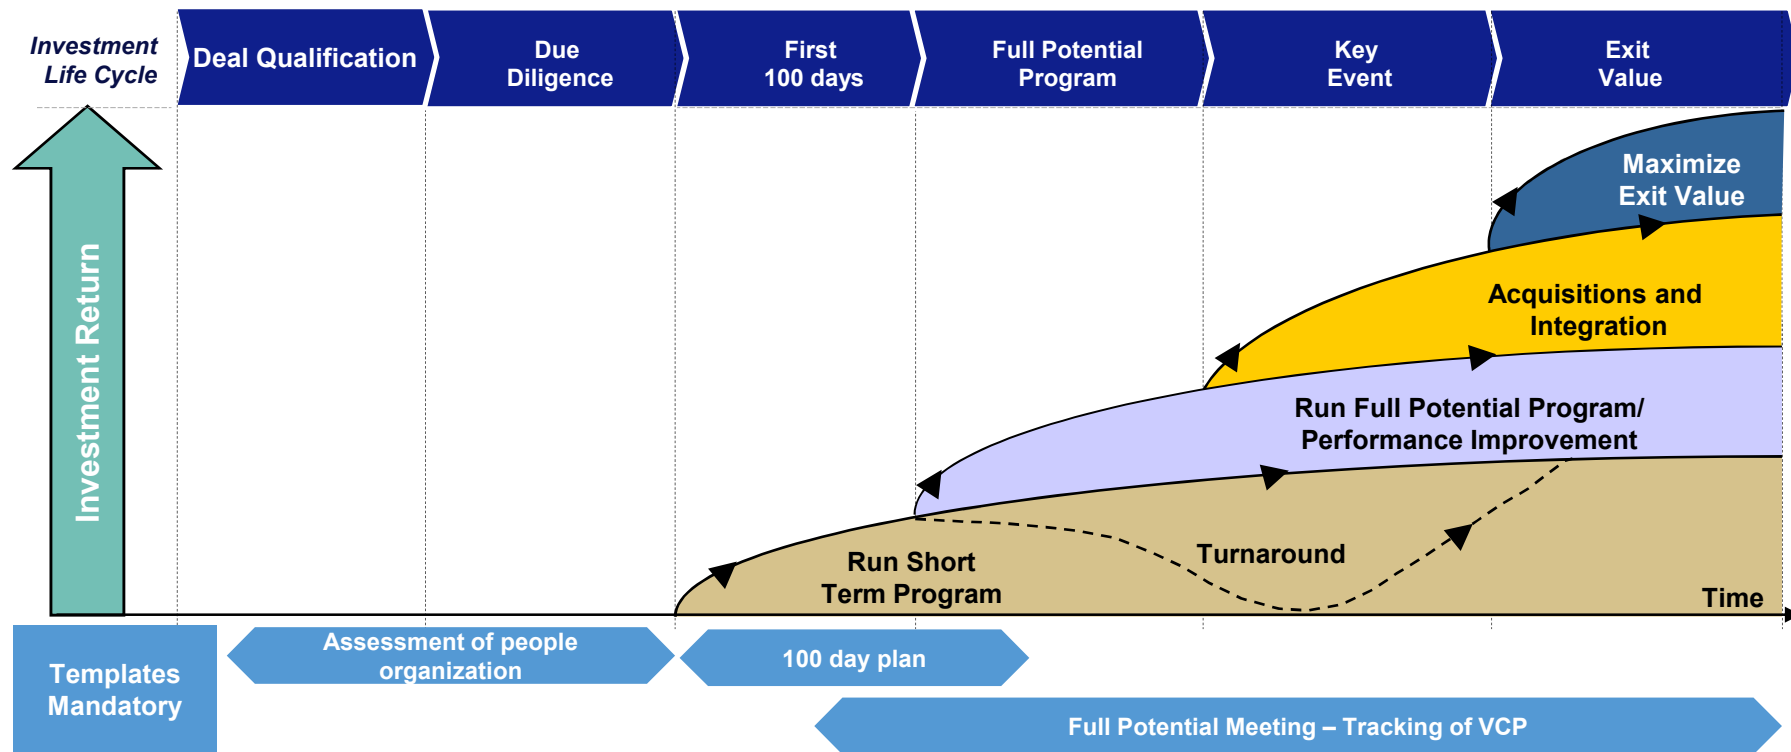 Investment
Life Cycle
Deal Qualification
Due
Diligence
First
100 days
Full Potential
Program
Key
Event
Exit
Value
Investment Return
Maximize
Exit Value
Acquisitions and
Integration
Run Full Potential Program/
Performance Improvement
Turnaround
Run Short
Term Program
Time
Templates
Mandatory
Assessment of people
organization
100 day plan
Full Potential Meeting – Tracking of VCP